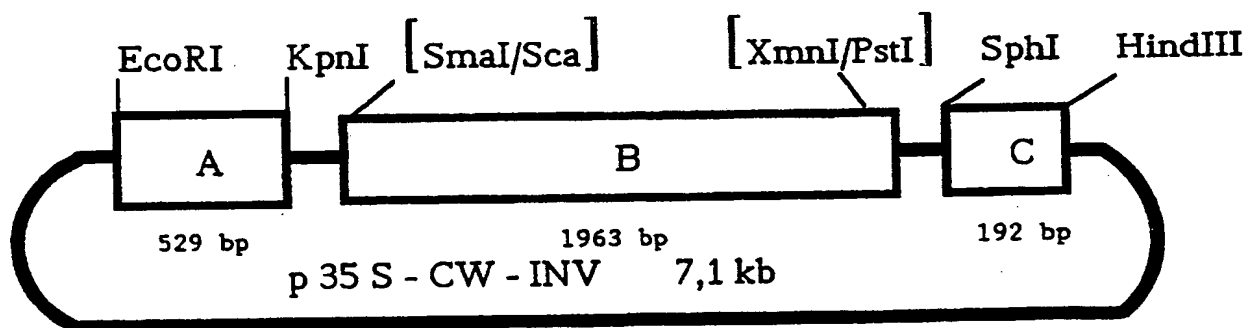 EcoRI KpnI [SmaI/Sca] [XmnI/PstI] SphI HindIII
A B C
529 bp 1963 bp 192 bp
p 35 S - CW - INV 7,1 kb